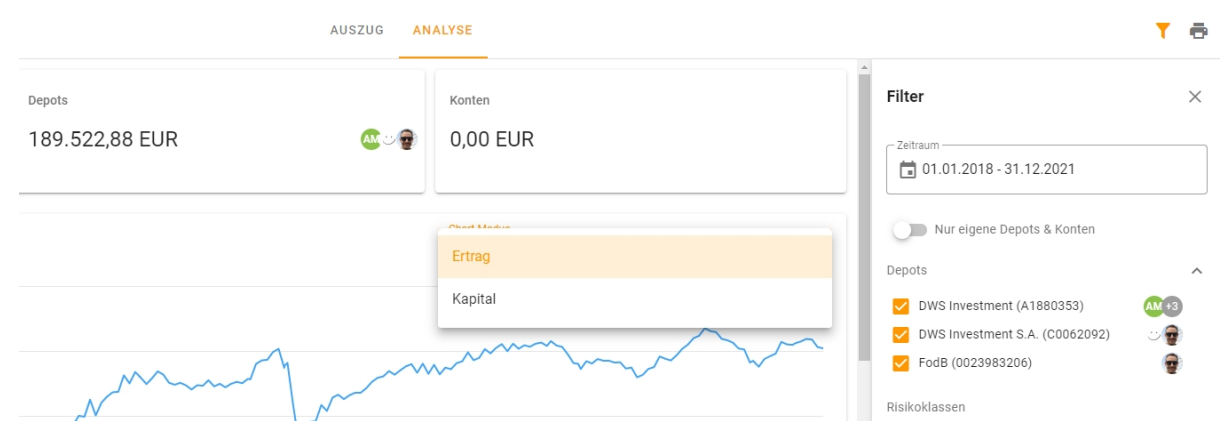 AUSZUG ANALYSE
Depots
189.522,88 EUR
AM
Konten
0,00 EUR
Chart Modus
Ertrag
Kapital
Filter
Zeitraum
01.01.2018 - 31.12.2021
Nur eigene Depots & Konten
Depots
DWS Investment (A1880353) AM +3
DWS Investment S.A. (C0062092)
FodB (0023983206)
Risikoklassen